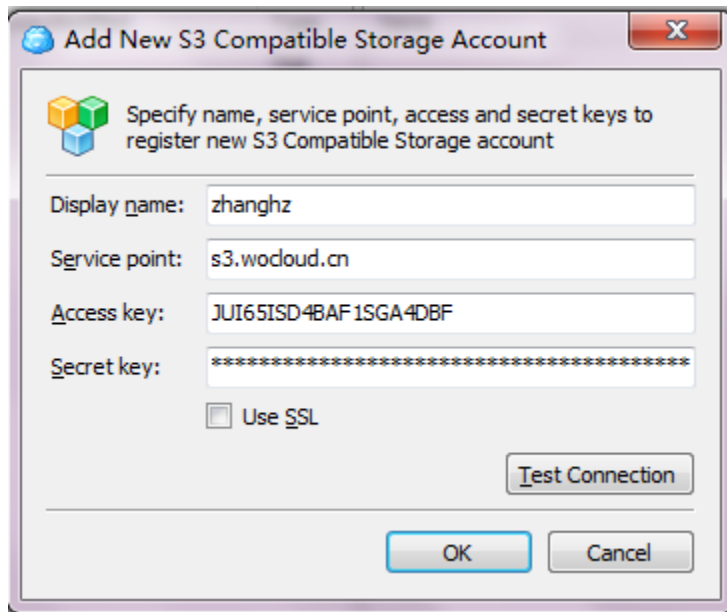 Add New S3 Compatible Storage Account
Specify name, service point, access and secret keys to
register new S3 Compatible Storage account
Display name: zhanghz
Service point: s3.wocloud.cn
Access key: JUI65ISD4BAF1SGA4DBF
Secret key: ****************************************
Use SSL
Test Connection
OK Cancel